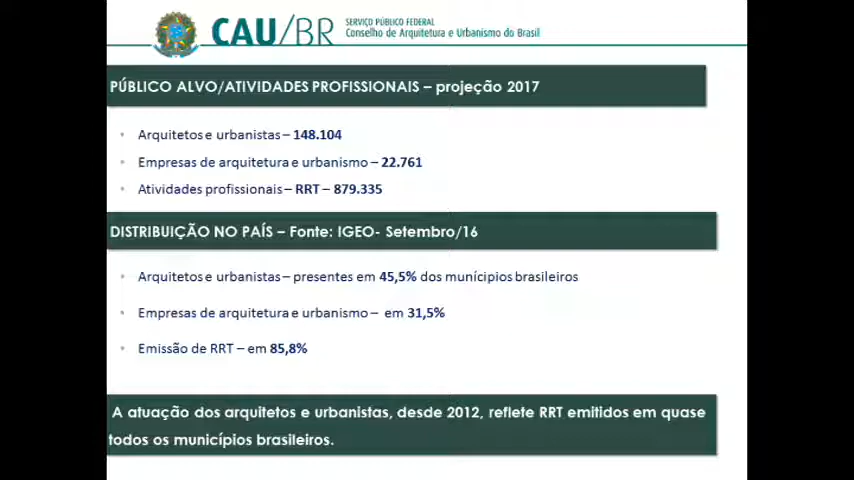 CAU/BR
SERVIÇO PÚBLICO FEDERAL
Conselho de Arquitetura e Urbanismo do Brasil
PÚBLICO ALVO/ATIVIDADES PROFISSIONAIS – projeção 2017
• Arquitetos e urbanistas – 148.104
• Empresas de arquitetura e urbanismo – 22.761
• Atividades profissionais – RRT – 879.335
DISTRIBUIÇÃO NO PAÍS – Fonte: IGEO- Setembro/16
• Arquitetos e urbanistas – presentes em 45,5% dos munícipios brasileiros
• Empresas de arquitetura e urbanismo – em 31,5%
• Emissão de RRT – em 85,8%
A atuação dos arquitetos e urbanistas, desde 2012, reflete RRT emitidos em quase
todos os municípios brasileiros.